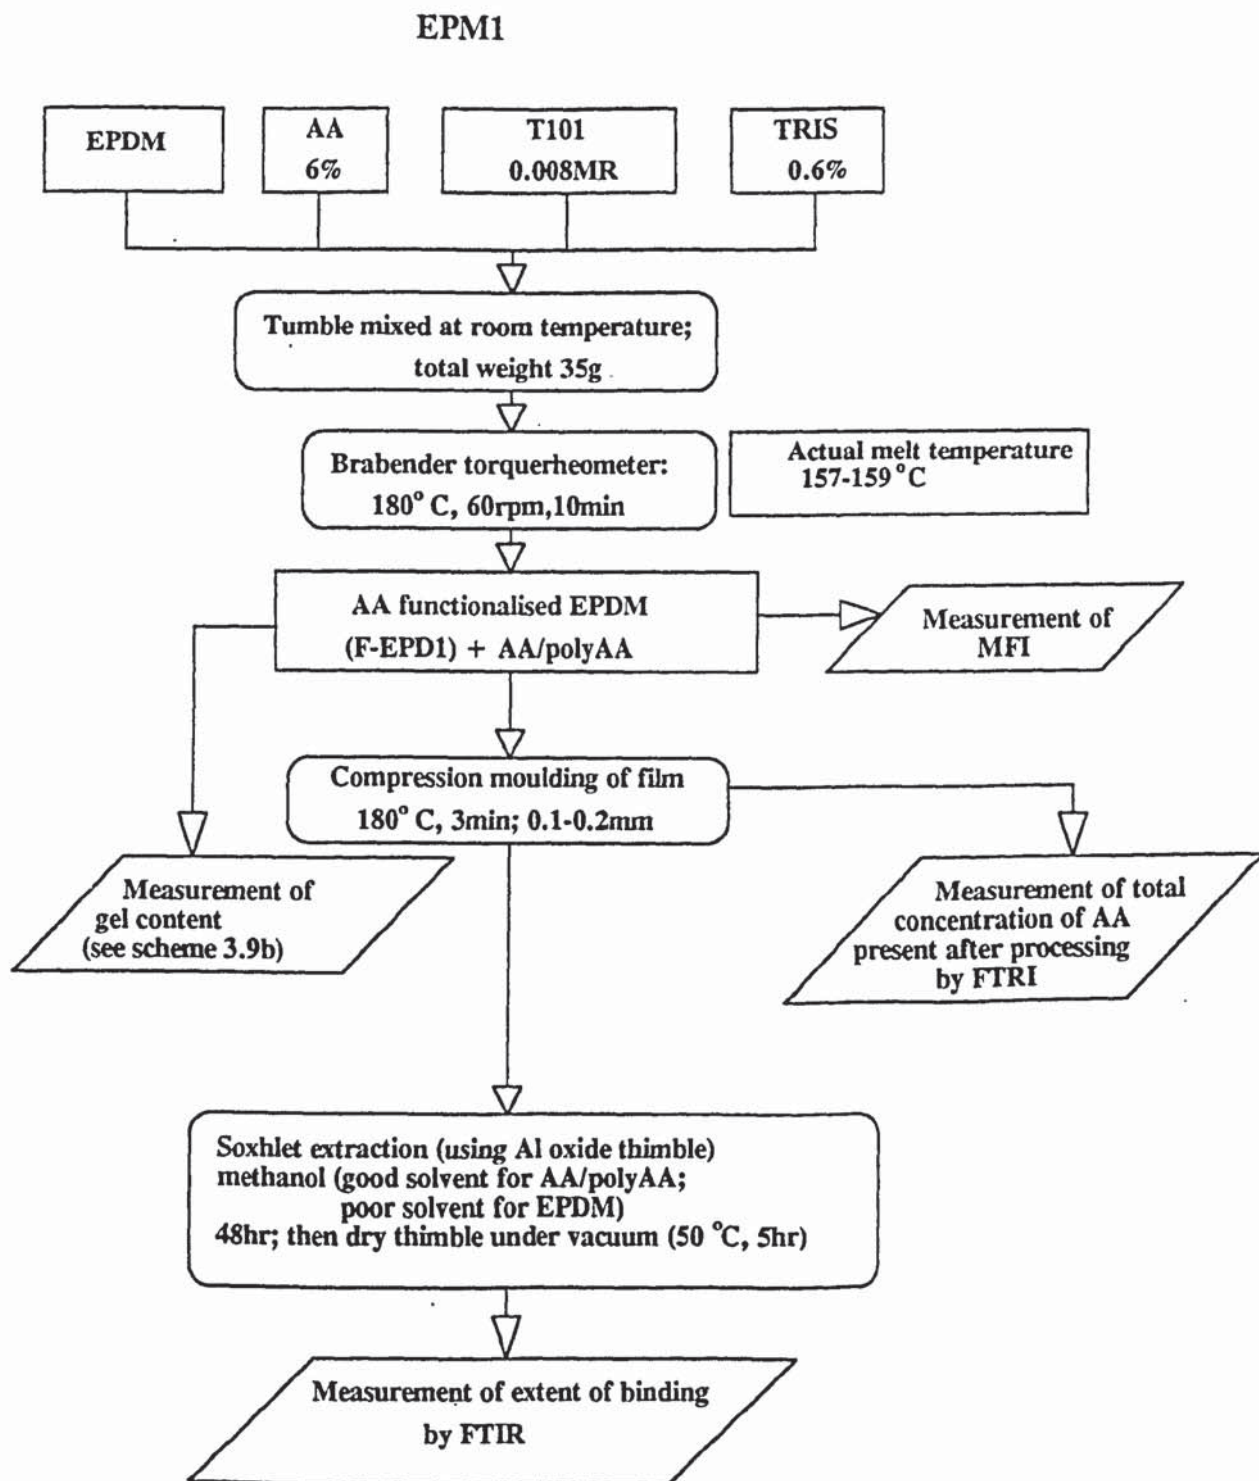 EPM1
EPDM
AA
6%
T101
0.008MR
TRIS
0.6%
Tumble mixed at room temperature;
total weight 35g
Brabender torquerheometer:
180° C, 60rpm,10min
Actual melt temperature
157-159 °C
AA functionalised EPDM
(F-EPD1) + AA/polyAA
Measurement of
MFI
Compression moulding of film
180° C, 3min; 0.1-0.2mm
Measurement of
gel content
(see scheme 3.9b)
Measurement of total
concentration of AA
present after processing
by FTRI
Soxhlet extraction (using Al oxide thimble)
methanol (good solvent for AA/polyAA;
poor solvent for EPDM)
48hr; then dry thimble under vacuum (50 °C, 5hr)
Measurement of extent of binding
by FTIR